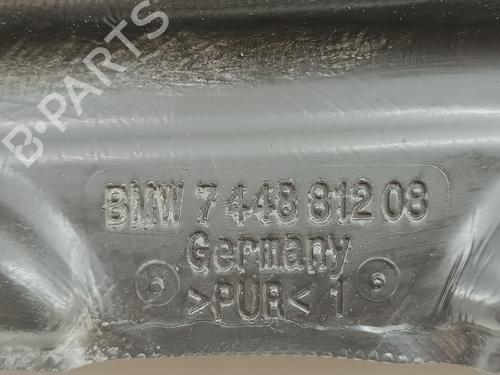 B-PARTS
BMW 7 448 812 08
Germany
>PUR< 1